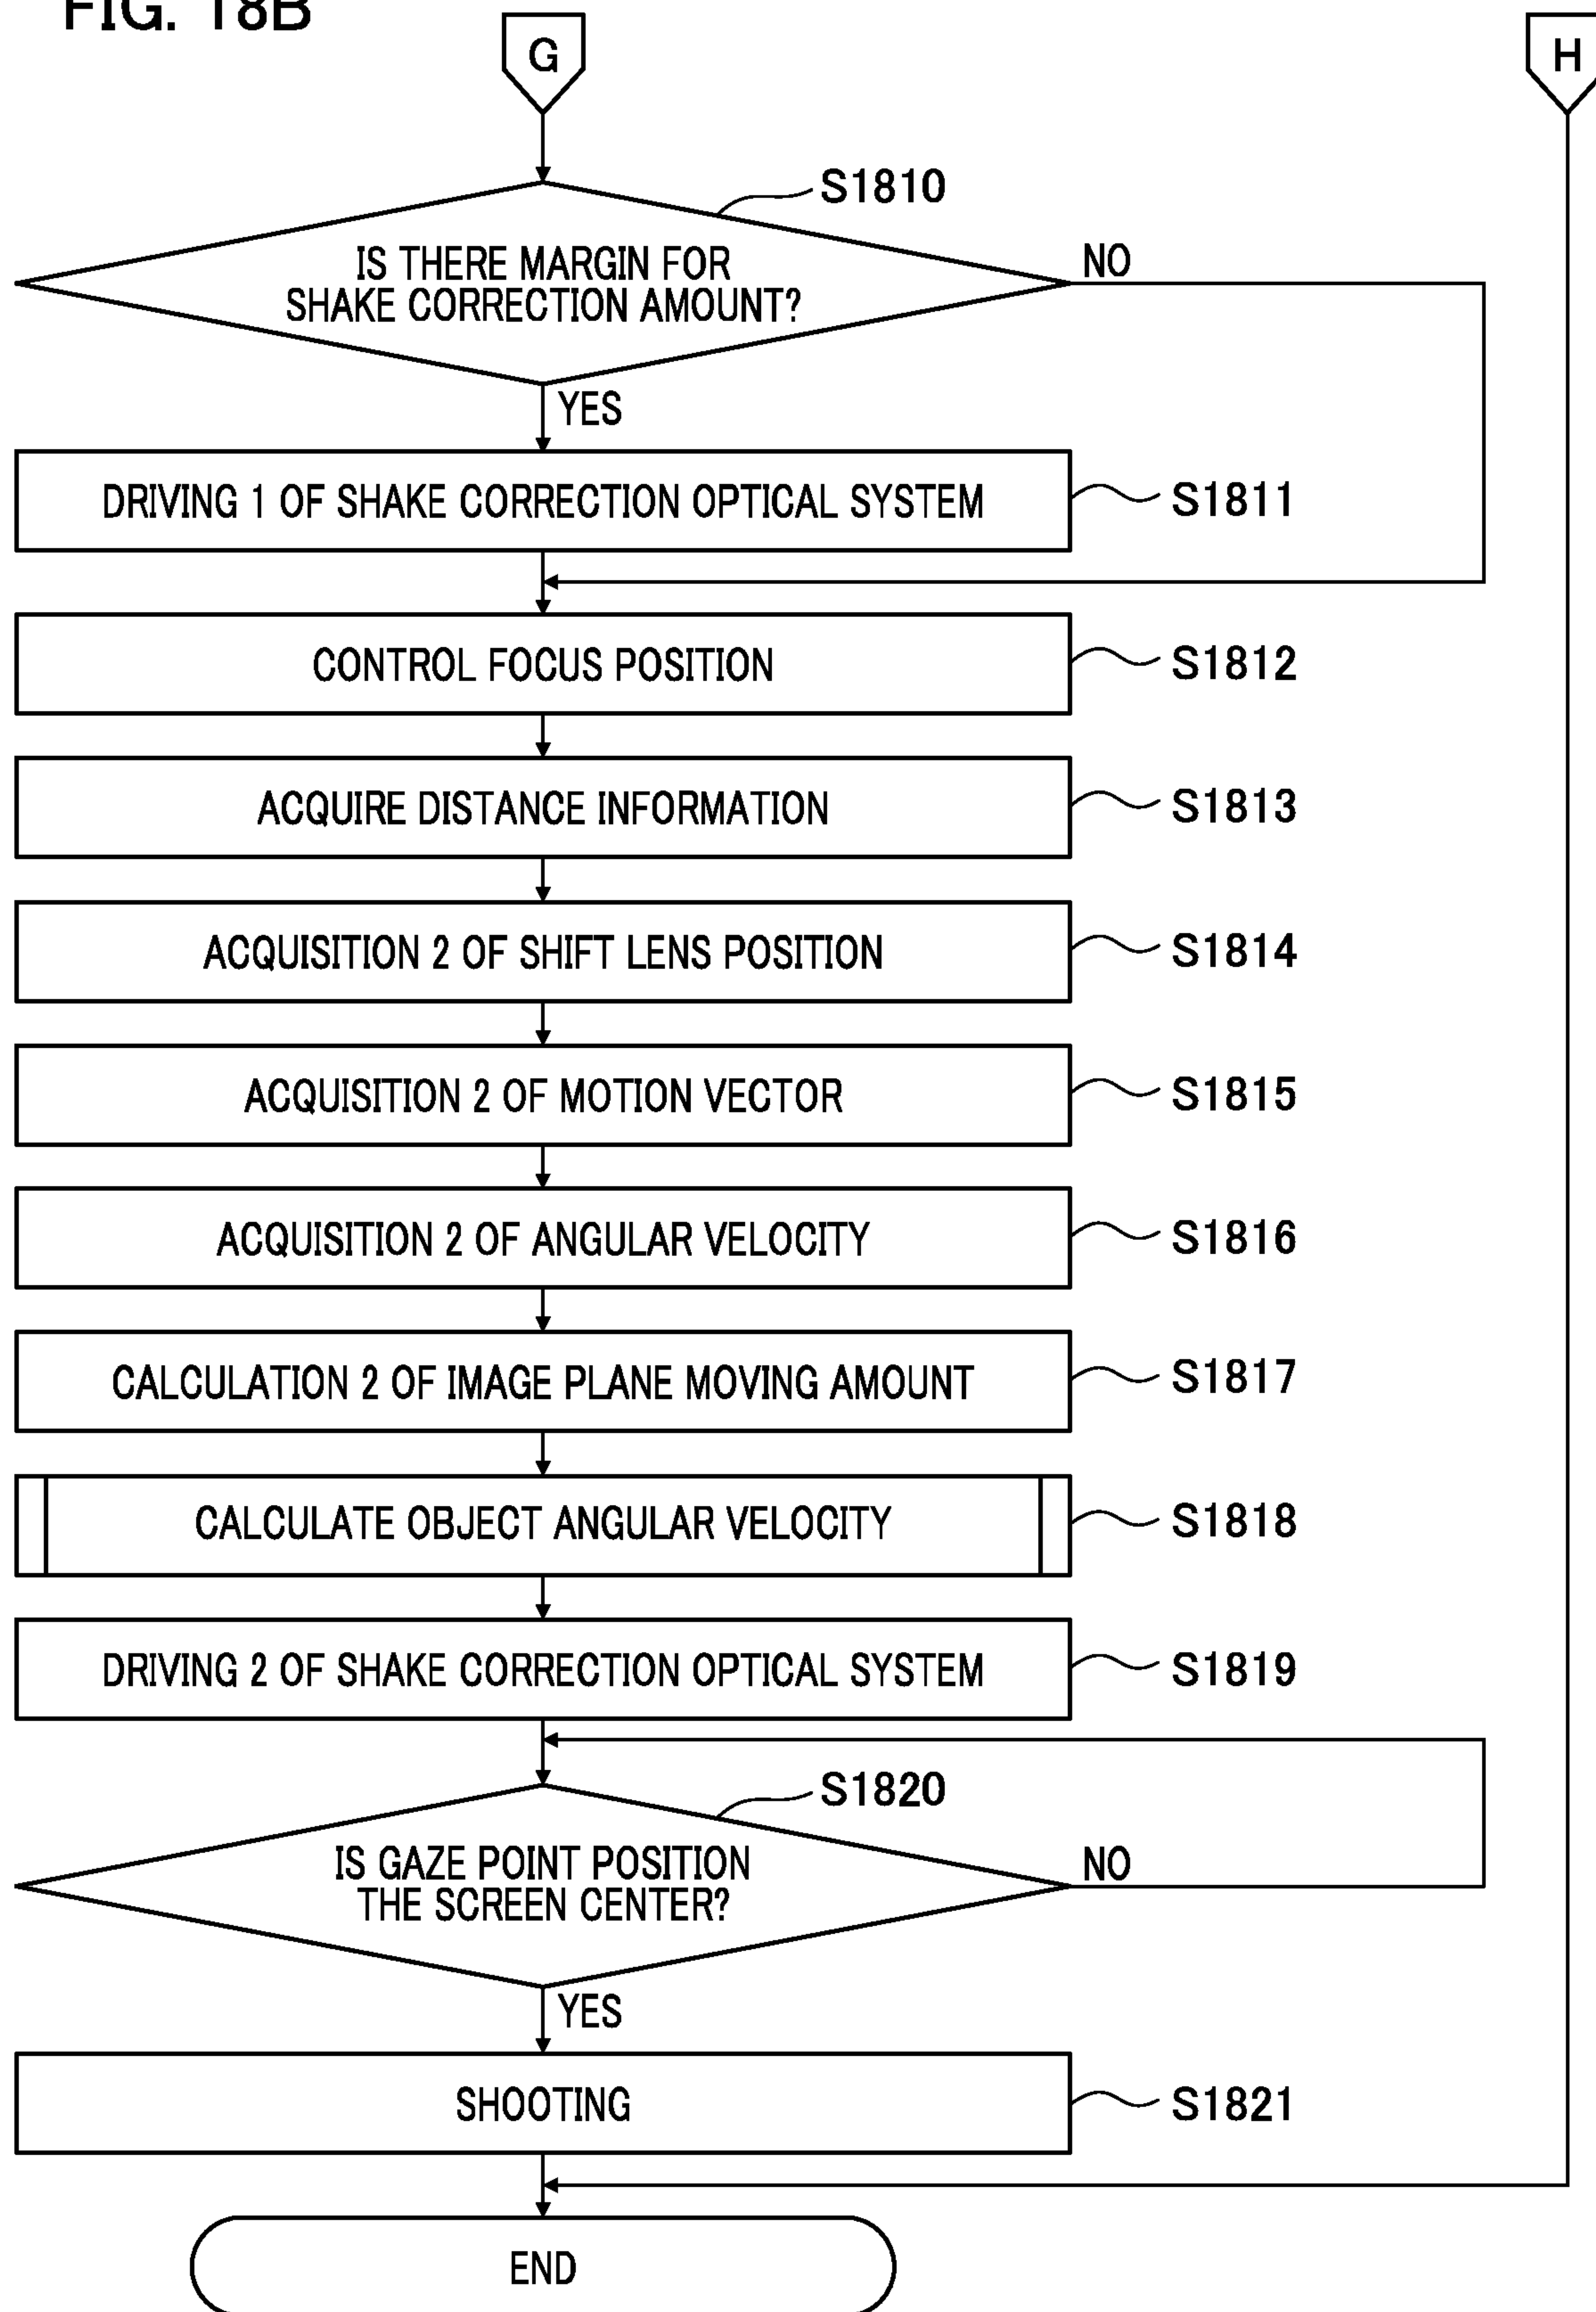 FIG. 18B
G
H
S1810
IS THERE MARGIN FOR
SHAKE CORRECTION AMOUNT?
NO
YES
DRIVING 1 OF SHAKE CORRECTION OPTICAL SYSTEM
S1811
CONTROL FOCUS POSITION
S1812
ACQUIRE DISTANCE INFORMATION
S1813
ACQUISITION 2 OF SHIFT LENS POSITION
S1814
ACQUISITION 2 OF MOTION VECTOR
S1815
ACQUISITION 2 OF ANGULAR VELOCITY
S1816
CALCULATION 2 OF IMAGE PLANE MOVING AMOUNT
S1817
CALCULATE OBJECT ANGULAR VELOCITY
S1818
DRIVING 2 OF SHAKE CORRECTION OPTICAL SYSTEM
S1819
S1820
IS GAZE POINT POSITION
THE SCREEN CENTER?
NO
YES
SHOOTING
S1821
END